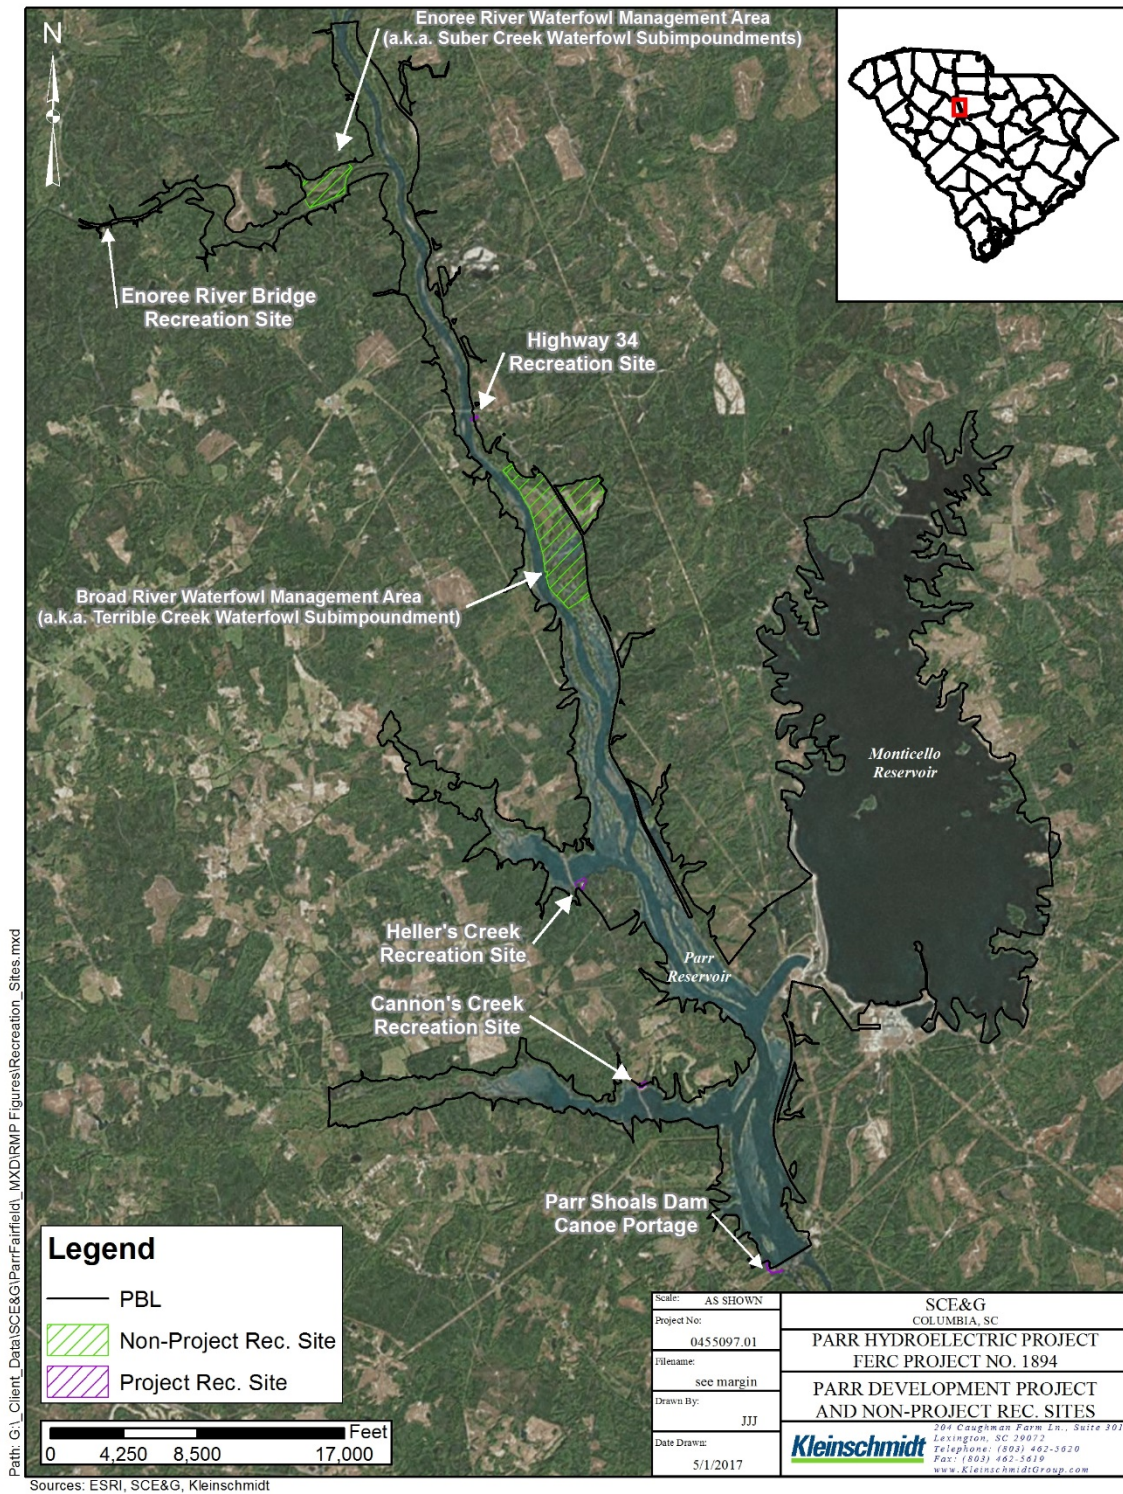 Enoree River Waterfowl Management Area
(a.k.a. Suber Creek Waterfowl Subimpoundments)
N
Enoree River Bridge
Recreation Site
Highway 34
Recreation Site
Broad River Waterfowl Management Area
(a.k.a. Terrible Creek Waterfowl Subimpoundment)
Monticello
Reservoir
Heller's Creek
Recreation Site
Parr
Reservoir
Cannon's Creek
Recreation Site
Parr Shoals Dam
Canoe Portage
Legend
PBL
Non-Project Rec. Site
Project Rec. Site
Feet
0 4,250 8,500 17,000
Scale: AS SHOWN
Project No:
0455097.01
Filename:
see margin
Drawn By:
JJJ
Date Drawn:
5/1/2017
SCE&G
COLUMBIA, SC
PARR HYDROELECTRIC PROJECT
FERC PROJECT NO. 1894
PARR DEVELOPMENT PROJECT
AND NON-PROJECT REC. SITES
Kleinschmidt
204 Caughman Farm Ln., Suite 301
Lexington, SC 29072
Telephone: (803) 462-5620
Fax: (803) 462-5619
www.KleinschmidtGroup.com
Path: G:\_Client_Data\SCE&G\ParrFairfield\_MXD\RMP Figures\Recreation_Sites.mxd
Sources: ESRI, SCE&G, Kleinschmidt